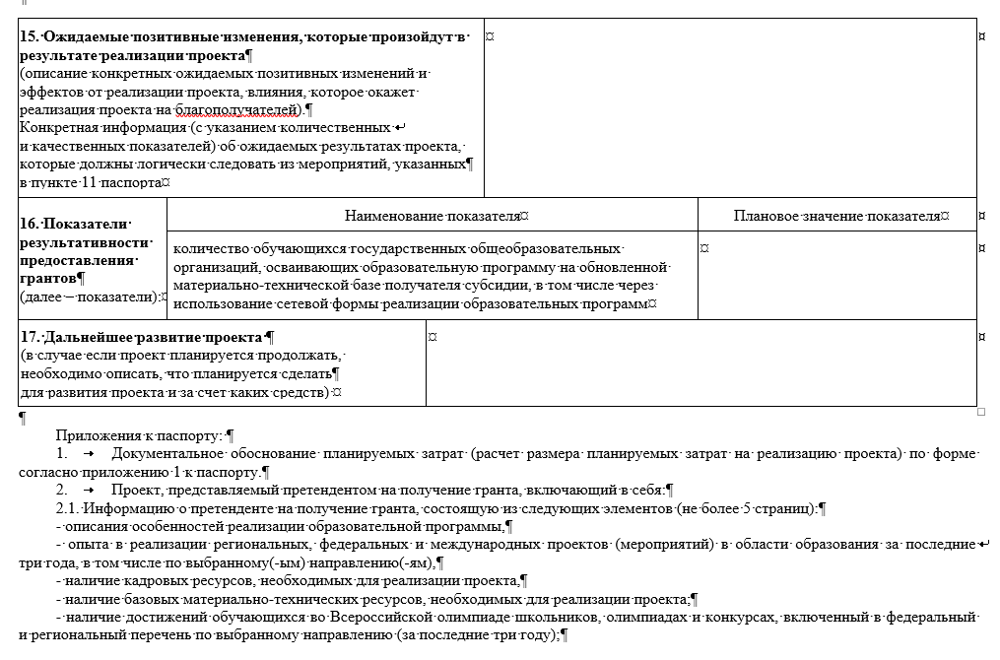 15. Ожидаемые позитивные изменения, которые произойдут в
результате реализации проекта
(описание конкретных ожидаемых позитивных изменений и
эффектов от реализации проекта, влияния, которое окажет
реализация проекта на благополучателей).
Конкретная информация (с указанием количественных
и качественных показателей) об ожидаемых результатах проекта,
которые должны логически следовать из мероприятий, указанных
в пункте 11 паспорта
16. Показатели
результативности
предоставления
грантов
(далее – показатели):
Наименование показателя
Плановое значение показателя
количество обучающихся государственных общеобразовательных
организаций, осваивающих образовательную программу на обновленной
материально-технической базе получателя субсидии, в том числе через
использование сетевой формы реализации образовательных программ
17. Дальнейшее развитие проекта
(в случае если проект планируется продолжать,
необходимо описать, что планируется сделать
для развития проекта и за счет каких средств)
Приложения к паспорту:
1. Документальное обоснование планируемых затрат (расчет размера планируемых затрат на реализацию проекта) по форме
согласно приложению 1 к паспорту.
2. Проект, представляемый претендентом на получение гранта, включающий в себя:
2.1. Информацию о претенденте на получение гранта, состоящую из следующих элементов (не более 5 страниц):
- описания особенностей реализации образовательной программы,
- опыта в реализации региональных, федеральных и международных проектов (мероприятий) в области образования за последние
три года, в том числе по выбранному(-ым) направлению(-ям),
- наличие кадровых ресурсов, необходимых для реализации проекта,
- наличие базовых материально-технических ресурсов, необходимых для реализации проекта;
- наличие достижений обучающихся во Всероссийской олимпиаде школьников, олимпиадах и конкурсах, включенный в федеральный
и региональный перечень по выбранному направлению (за последние три году);